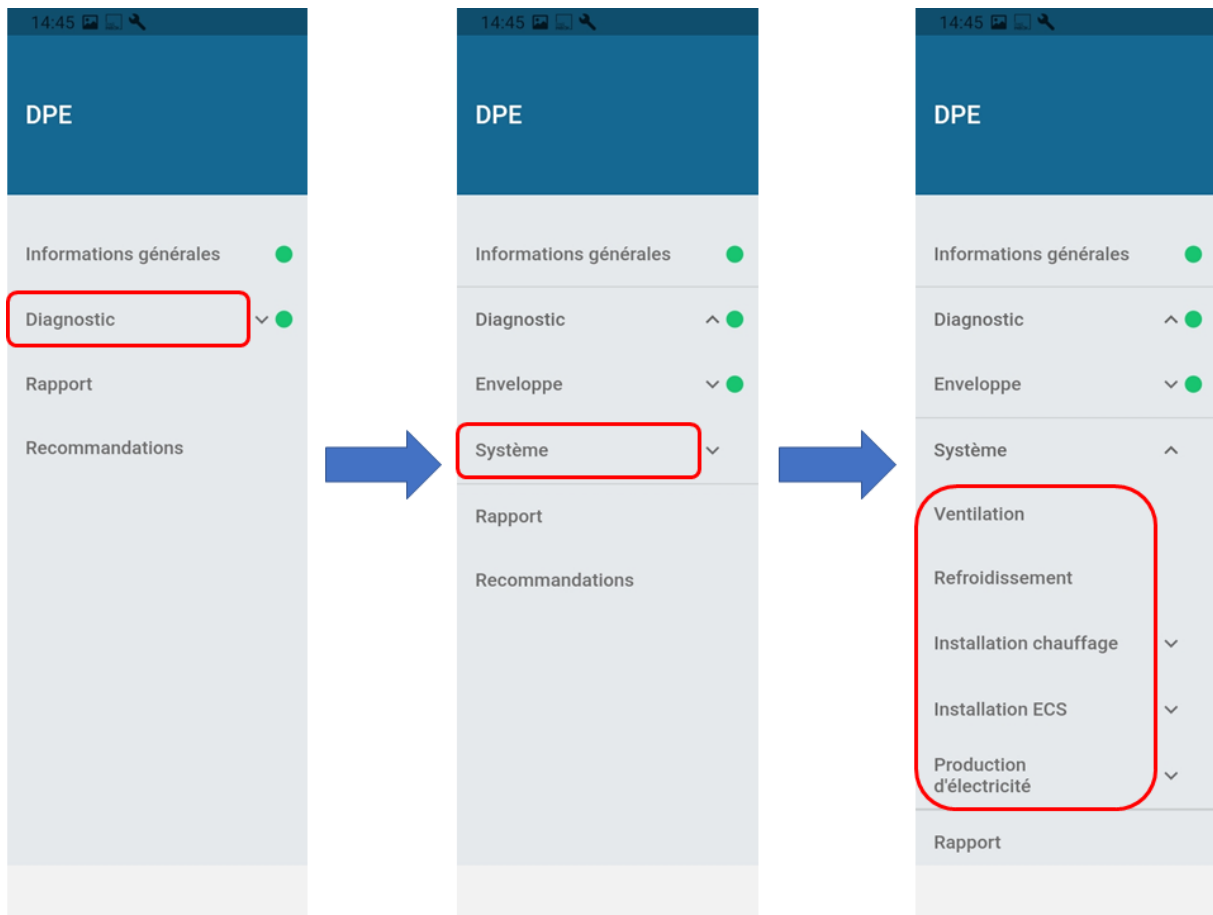 14:45
DPE
Informations générales
Diagnostic
Rapport
Recommandations
14:45
DPE
Informations générales
Diagnostic
Enveloppe
Système
Rapport
Recommandations
14:45
DPE
Informations générales
Diagnostic
Enveloppe
Système
Ventilation
Refroidissement
Installation chauffage
Installation ECS
Production
d'électricité
Rapport